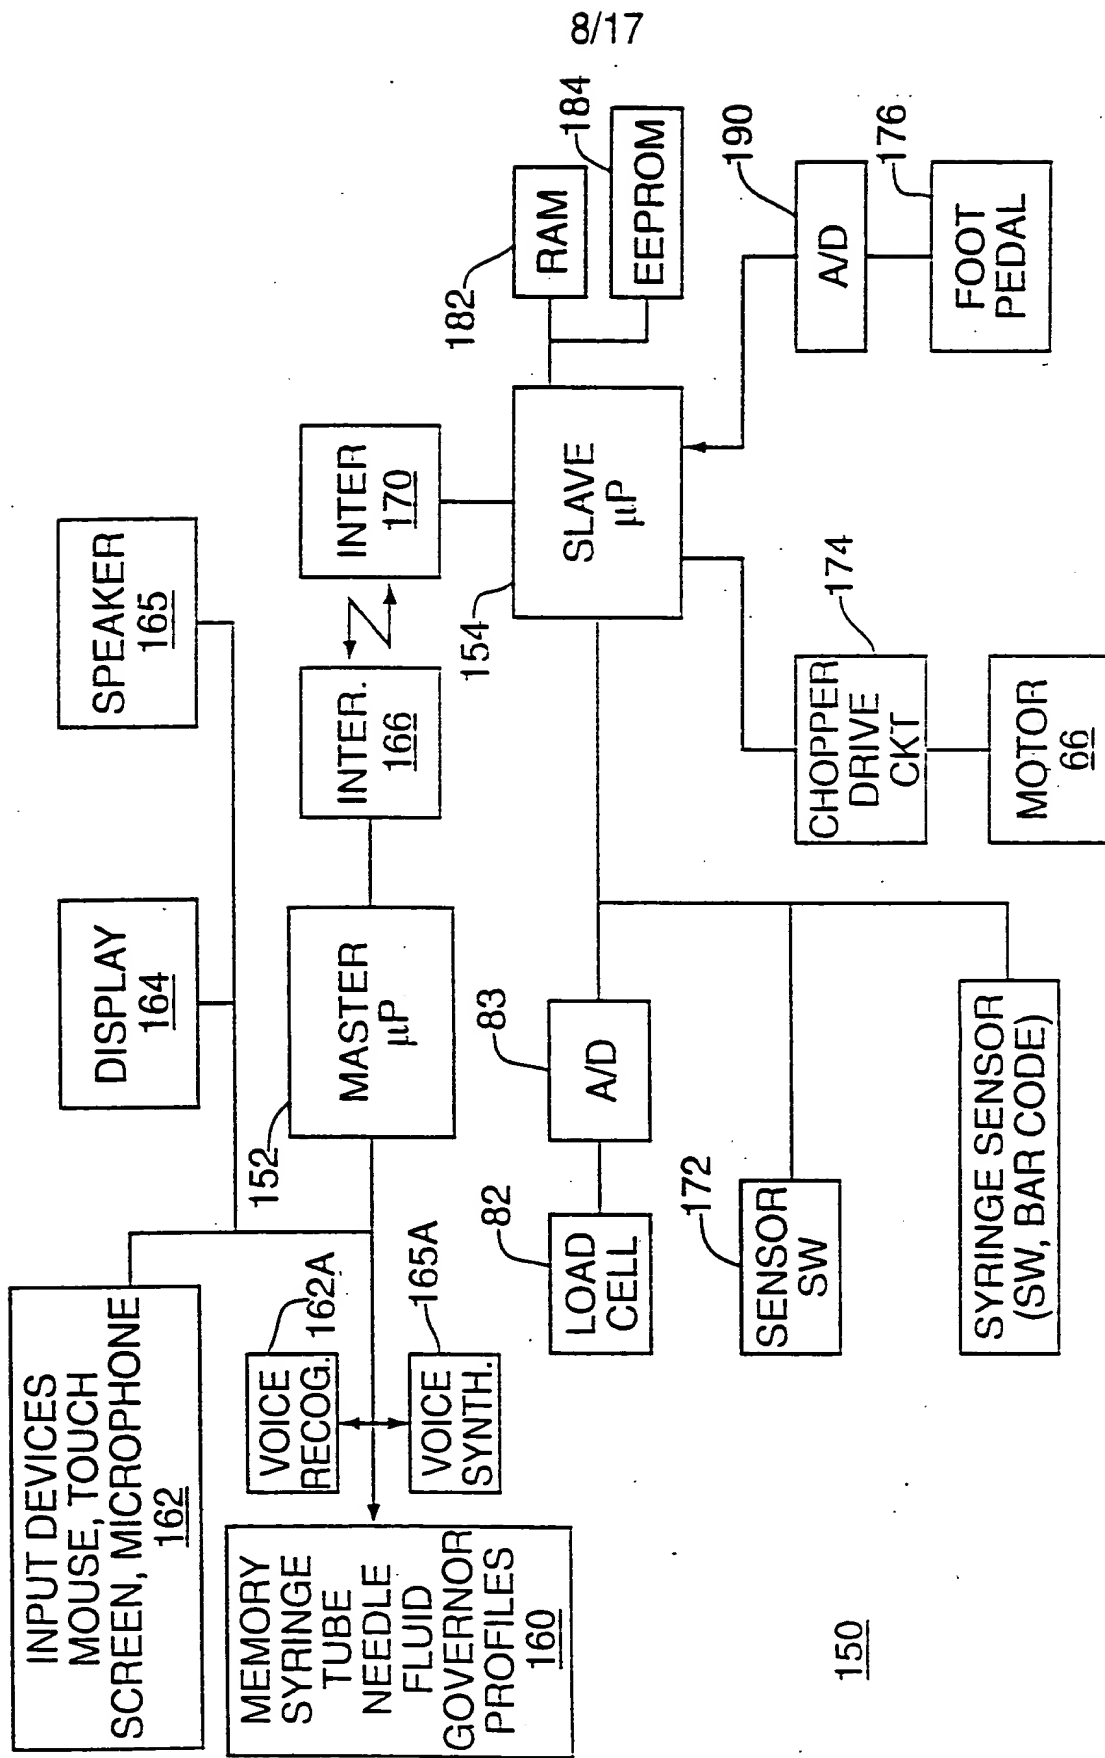 8/17
INPUT DEVICES
MOUSE, TOUCH
SCREEN, MICROPHONE
162
DISPLAY
164
SPEAKER
165
MEMORY
SYRINGE
TUBE
NEEDLE
FLUID
GOVERNOR
PROFILES
160
VOICE
RECOG.
162A
VOICE
SYNTH.
165A
152
MASTER
µP
INTER.
166
INTER
170
154
SLAVE
µP
182
RAM
184
EEPROM
82
LOAD
CELL
83
A/D
172
SENSOR
SW
SYRINGE SENSOR
(SW, BAR CODE)
174
CHOPPER
DRIVE
CKT
MOTOR
66
190
A/D
176
FOOT
PEDAL
150